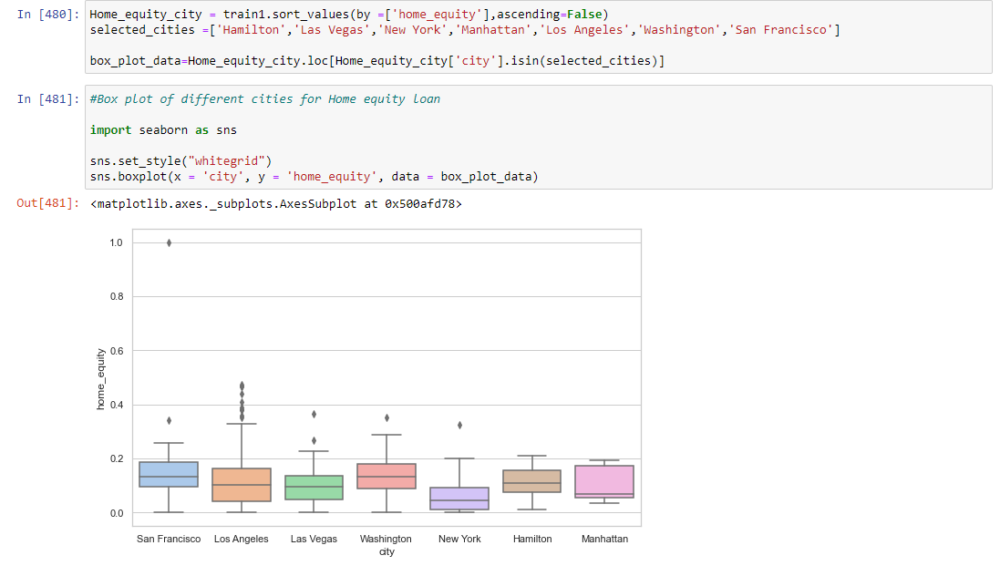 In [480]: Home_equity_city = train1.sort_values(by =['home_equity'],ascending=False)
selected_cities =['Hamilton','Las Vegas','New York','Manhattan','Los Angeles','Washington','San Francisco']
box_plot_data=Home_equity_city.loc[Home_equity_city['city'].isin(selected_cities)]
In [481]: #Box plot of different cities for Home equity loan
import seaborn as sns
sns.set_style("whitegrid")
sns.boxplot(x = 'city', y = 'home_equity', data = box_plot_data)
Out[481]: <matplotlib.axes._subplots.AxesSubplot at 0x500afd78>
1.0
0.8
0.6
home_equity
0.4
0.2
0.0
San Francisco Los Angeles Las Vegas Washington New York Hamilton Manhattan
city